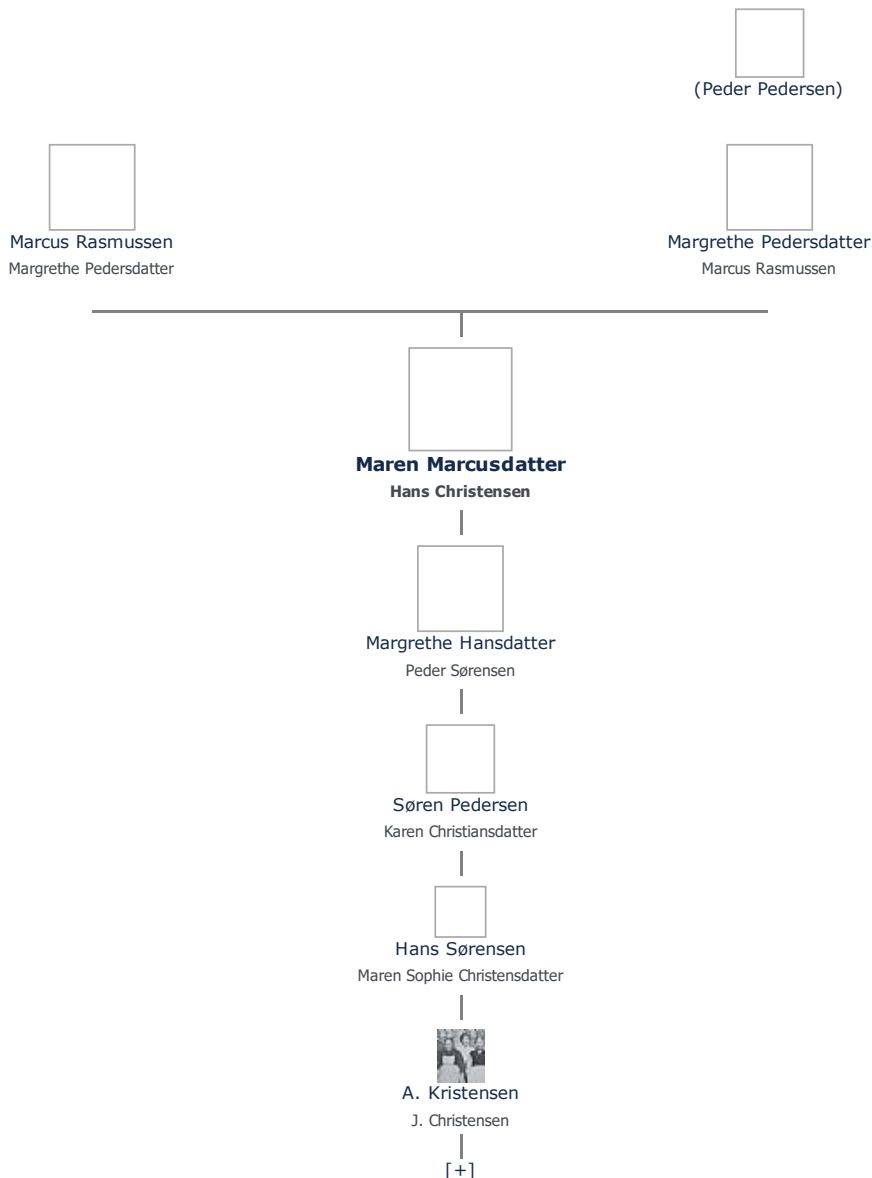 (Peder Pedersen)
Marcus Rasmussen
Margrethe Pedersdatter
Margrethe Pedersdatter
Marcus Rasmussen
Maren Marcusdatter
Hans Christensen
Margrethe Hansdatter
Peder Sørensen
Søren Pedersen
Karen Christiansdatter
Hans Sørensen
Maren Sophie Christensdatter
A. Kristensen
J. Christensen
[+]